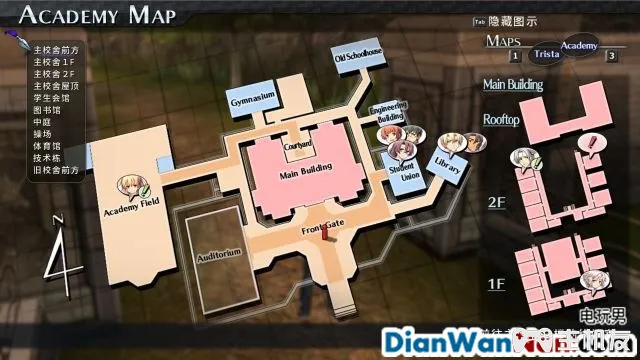 ACADEMY MAP
Tab 隐藏图示
MAPS
1 Trista Academy 3
主校舍前方
主校舍1F
主校舍2F
主校舍屋顶
学生会馆
图书馆
中庭
操场
体育馆
技术栋
旧校舍前方
Old Schoolhouse
Gymnasium
Engineering
Building
Courtyard
Main Building
Student
Union
Library
Academy Field
Front Gate
Auditorium
N
Main Building
Rooftop
2F
1F
电玩男
DianWan